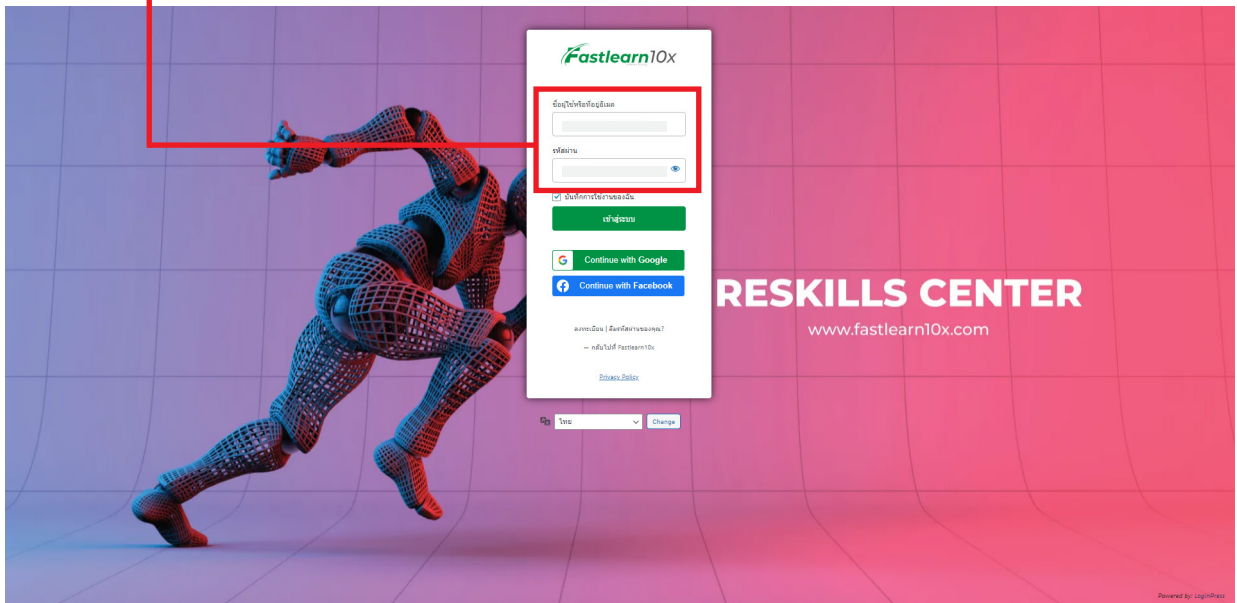 Fastlearn10x
ชื่อผู้ใช้หรือที่อยู่อีเมล
รหัสผ่าน
บันทึกการใช้งานของฉัน
เข้าสู่ระบบ
Continue with Google
Continue with Facebook
RESKILLS CENTER
www.fastlearn10x.com
ลงทะเบียน | ลืมรหัสผ่านของคุณ?
← กลับไปที่ Fastlearn10x
Privacy Policy
ไทย
Change
Powered by: LoginPress